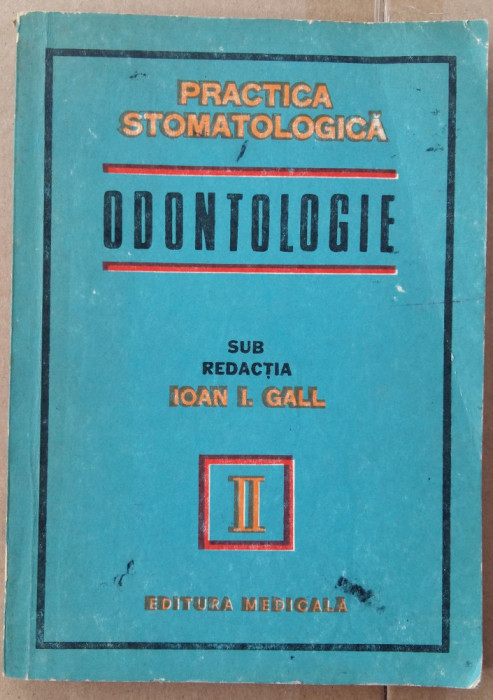 PRACTICA
STOMATOLOGICĂ
ODONTOLOGIE
SUB
REDACȚIA
IOAN I. GALL
II
EDITURA MEDICALĂ